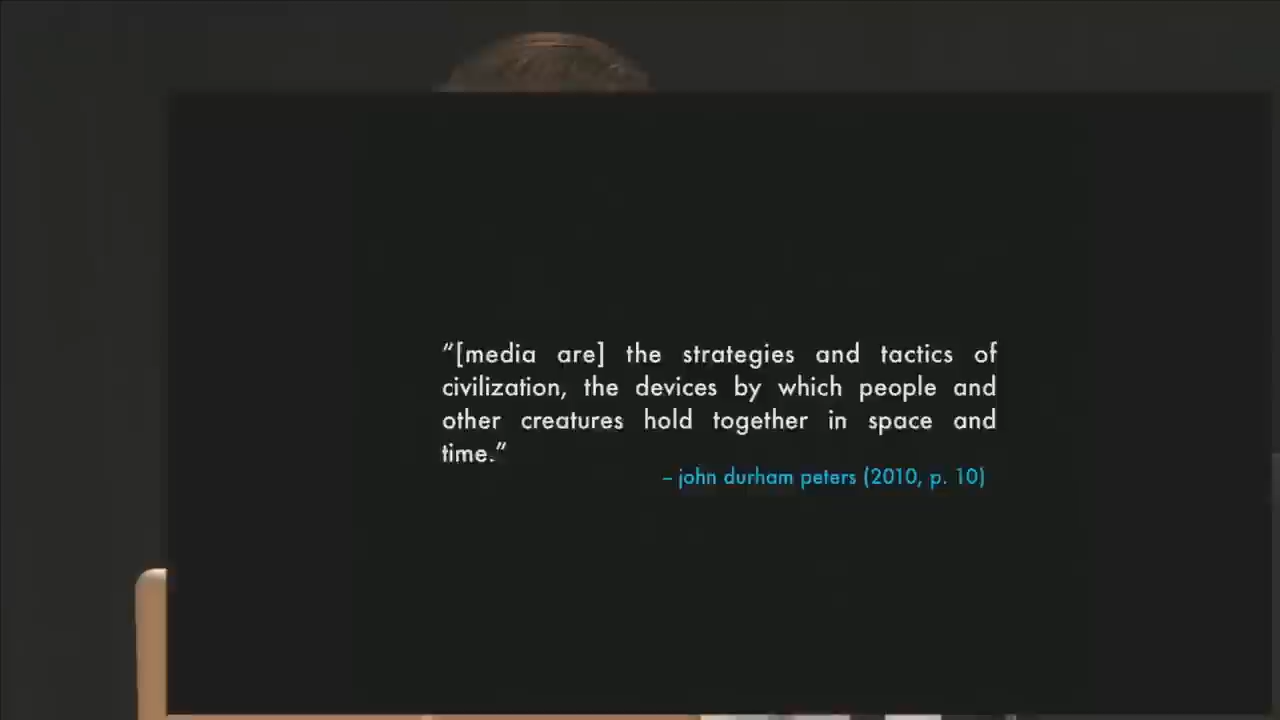 “[media are] the strategies and tactics of
civilization, the devices by which people and
other creatures hold together in space and
time.”
– john durham peters (2010, p. 10)